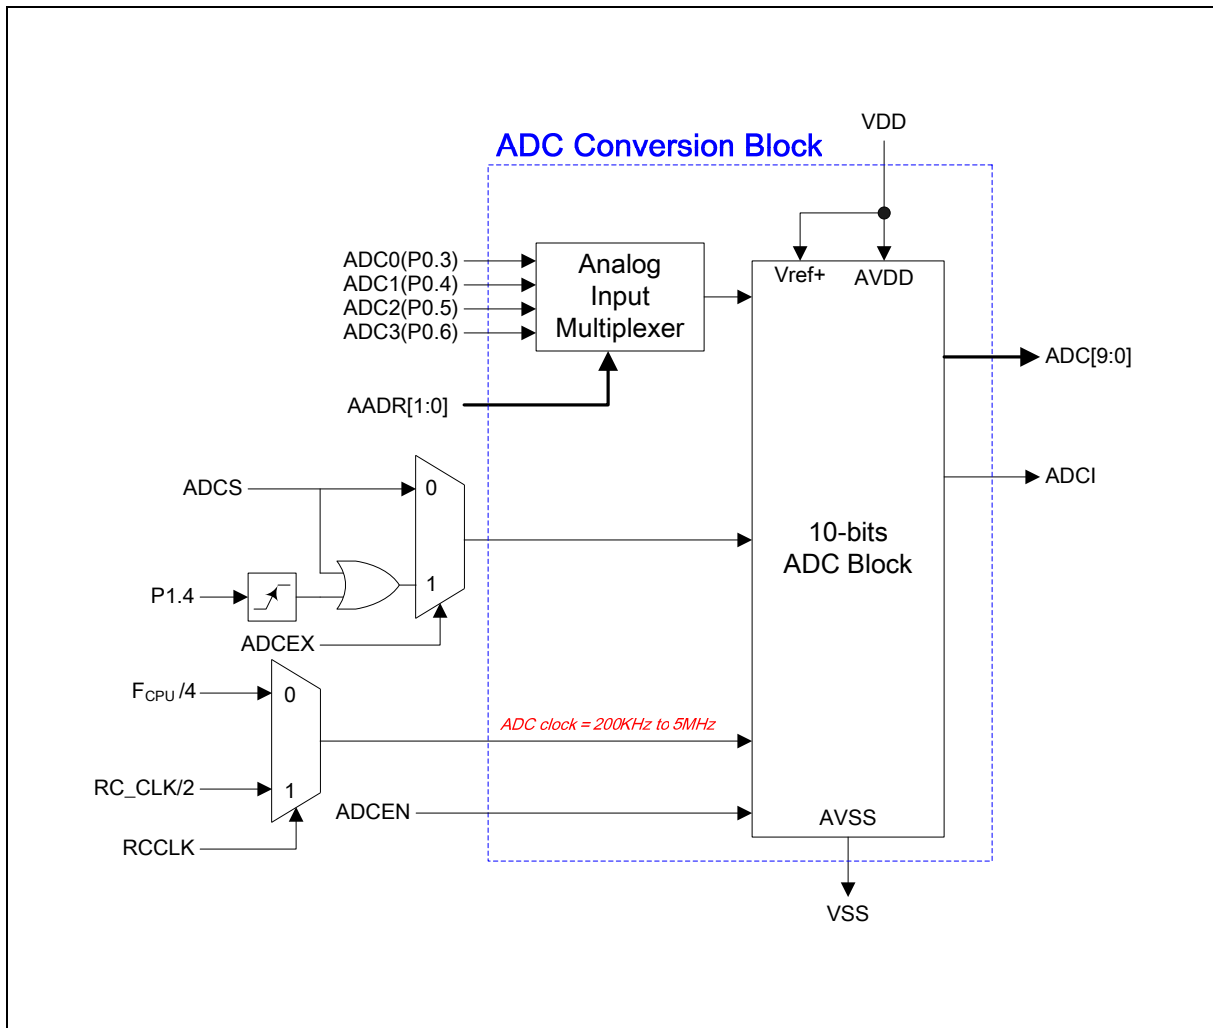 VDD
ADC Conversion Block
ADC0(P0.3)
ADC1(P0.4)
ADC2(P0.5)
ADC3(P0.6)
Analog
Input
Multiplexer
Vref+
AVDD
ADC[9:0]
AADR[1:0]
ADCS
0
ADCI
10-bits
ADC Block
1
P1.4
ADCEX
FCPU /4
0
ADC clock = 200KHz to 5MHz
RC_CLK/2
1
ADCEN
AVSS
RCCLK
VSS